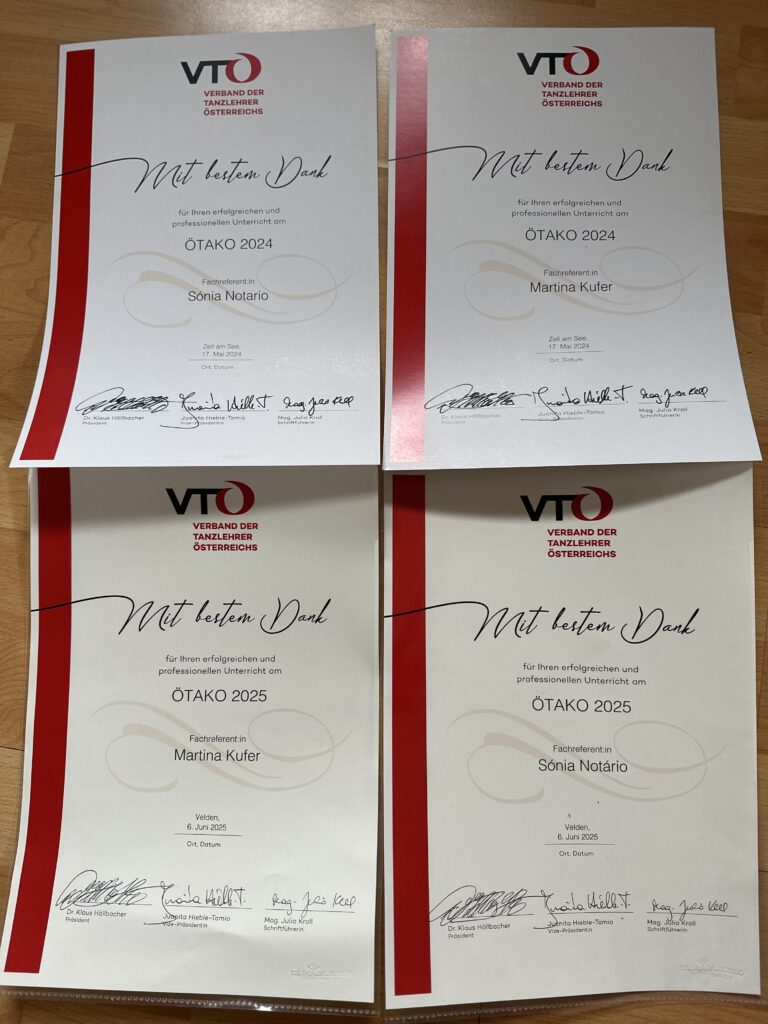 VTO
VERBAND DER
TANZLEHRER
ÖSTERREICHS
Mit bestem Dank
für Ihren erfolgreichen und
professionellen Unterricht am
ÖTAKO 2024
Fachreferent:in
Sónia Notario
Zell am See,
17. Mai 2024
Ort, Datum
Dr. Klaus Höllbacher
Präsident
Juanita Hieble-Tomio
Vize-Präsidentin
Mag. Julia Kroll
Schriftführerin
VTO
VERBAND DER
TANZLEHRER
ÖSTERREICHS
Mit bestem Dank
für Ihren erfolgreichen und
professionellen Unterricht am
ÖTAKO 2024
Fachreferent:in
Martina Kufer
Zell am See,
17. Mai 2024
Ort, Datum
Dr. Klaus Höllbacher
Präsident
Juanita Hieble-Tomio
Vize-Präsidentin
Mag. Julia Kroll
Schriftführerin
VTO
VERBAND DER
TANZLEHRER
ÖSTERREICHS
Mit bestem Dank
für Ihren erfolgreichen und
professionellen Unterricht am
ÖTAKO 2025
Fachreferent:in
Martina Kufer
Velden,
6. Juni 2025
Ort, Datum
Dr. Klaus Höllbacher
Präsident
Juanita Hieble-Tomio
Vize-Präsidentin
Mag. Julia Kroll
Schriftführerin
VTO
VERBAND DER
TANZLEHRER
ÖSTERREICHS
Mit bestem Dank
für Ihren erfolgreichen und
professionellen Unterricht am
ÖTAKO 2025
Fachreferent:in
Sónia Notário
Velden,
6. Juni 2025
Ort, Datum
Dr. Klaus Höllbacher
Präsident
Juanita Hieble-Tomio
Vize-Präsidentin
Mag. Julia Kroll
Schriftführerin